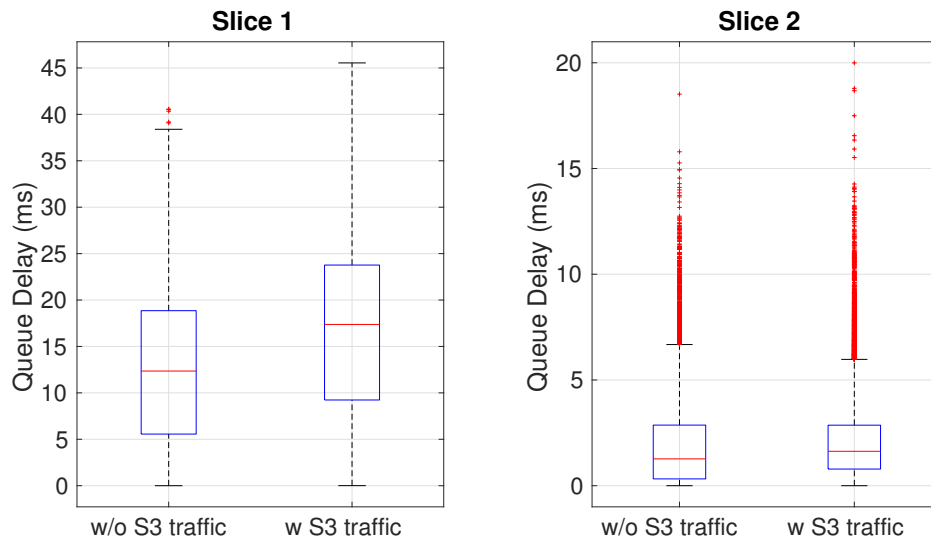 Slice 1
Queue Delay (ms)
45
40
35
30
25
20
15
10
5
0
w/o S3 traffic
w S3 traffic
Slice 2
Queue Delay (ms)
20
15
10
5
0
w/o S3 traffic
w S3 traffic